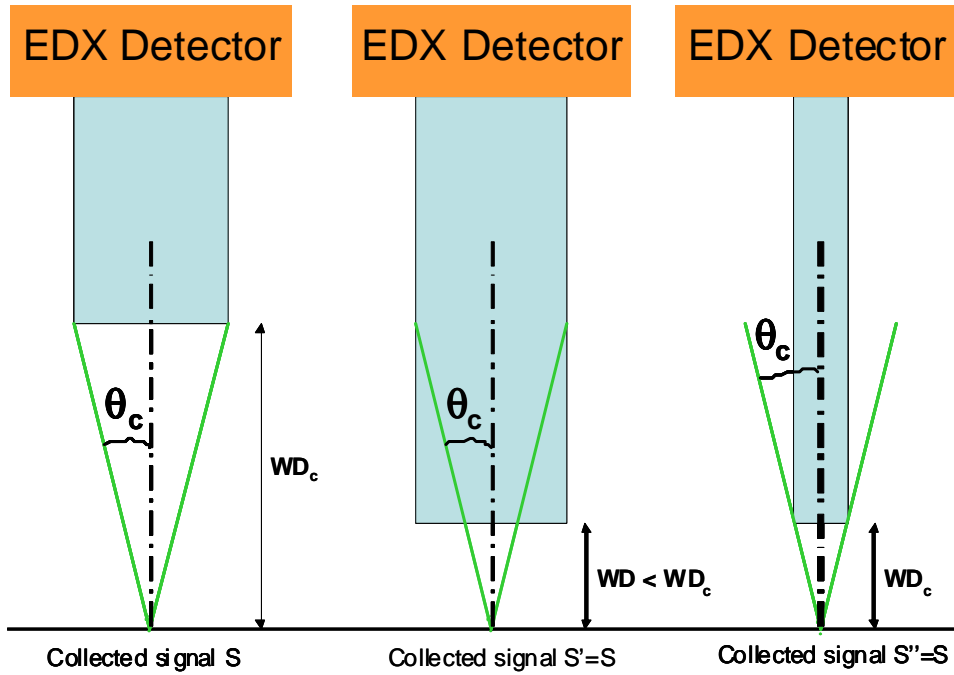 EDX Detector
EDX Detector
EDX Detector
θc
θc
θc
WDc
WD < WDc
WDc
Collected signal S
Collected signal S'=S
Collected signal S''=S